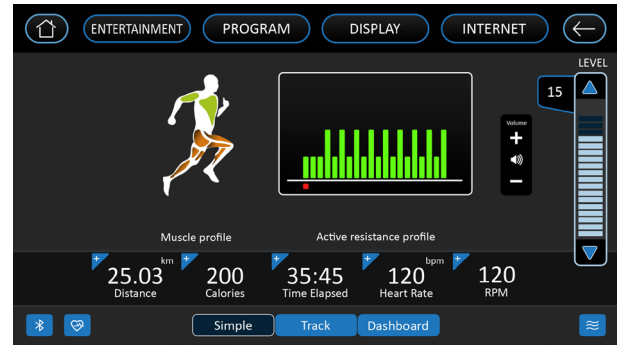 ENTERTAINMENT PROGRAM DISPLAY INTERNET
LEVEL
15
Volume
+
−
Muscle profile Active resistance profile
+ km + + + bpm +
25.03 200 35:45 120 120
Distance Calories Time Elapsed Heart Rate RPM
Simple Track Dashboard